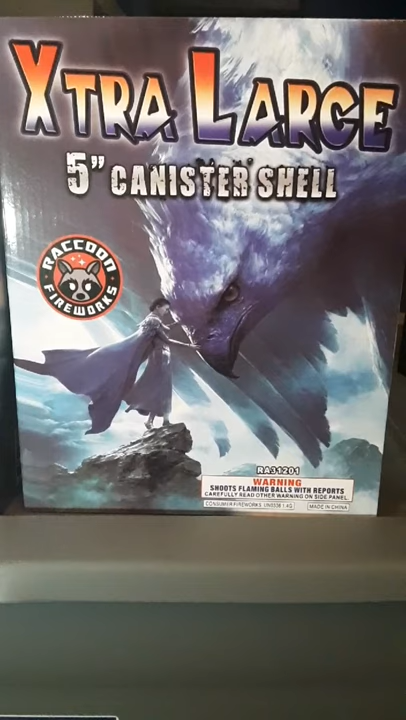 XTRA LARGE
5" CANISTER SHELL
RACCOON
FIREWORKS
RA31201
WARNING
SHOOTS FLAMING BALLS WITH REPORTS
CAREFULLY READ OTHER WARNING ON SIDE PANEL.
CONSUMER FIREWORKS UN0336 1.4G
MADE IN CHINA